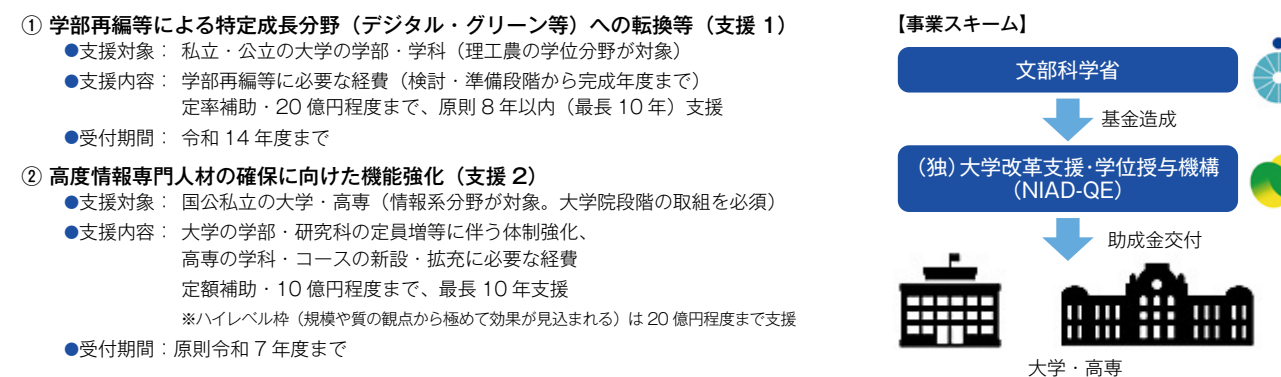 ① 学部再編等による特定成長分野（デジタル・グリーン等）への転換等（支援 1）
●支援対象： 私立・公立の大学の学部・学科（理工農の学位分野が対象）
●支援内容： 学部再編等に必要な経費（検討・準備段階から完成年度まで）
定率補助・20 億円程度まで、原則 8 年以内（最長 10 年）支援
●受付期間： 令和 14 年度まで
② 高度情報専門人材の確保に向けた機能強化（支援 2）
●支援対象： 国公私立の大学・高専（情報系分野が対象。大学院段階の取組を必須）
●支援内容： 大学の学部・研究科の定員増等に伴う体制強化、
高専の学科・コースの新設・拡充に必要な経費
定額補助・10 億円程度まで、最長 10 年支援
※ハイレベル枠（規模や質の観点から極めて効果が見込まれる）は 20 億円程度まで支援
●受付期間：原則令和 7 年度まで
【事業スキーム】
文部科学省
基金造成
（独）大学改革支援・学位授与機構
（NIAD-QE）
助成金交付
大学・高専